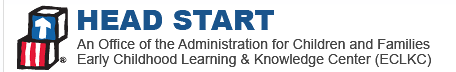 HEAD START
An Office of the Administration for Children and Families
Early Childhood Learning & Knowledge Center (ECLKC)
®